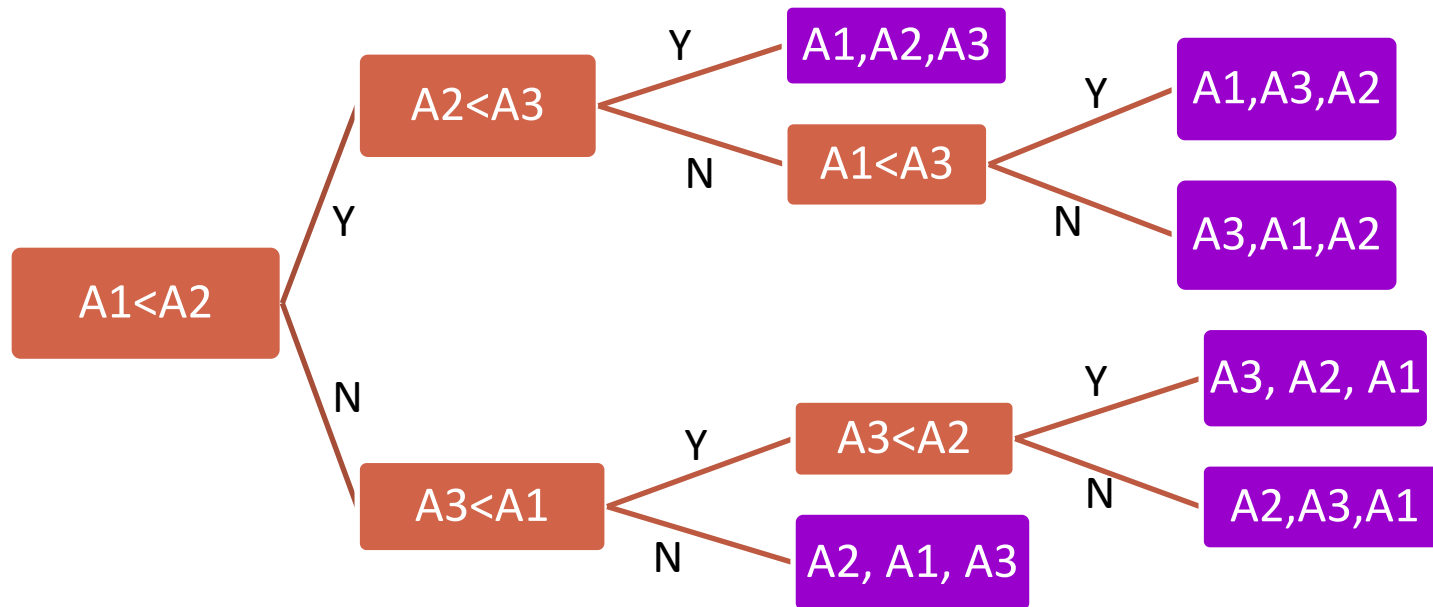 A1<A2
Y
N
A2<A3
Y
N
A1,A2,A3
A1<A3
Y
N
A1,A3,A2
A3,A1,A2
A3<A1
Y
N
A3<A2
Y
N
A3, A2, A1
A2,A3,A1
A2, A1, A3